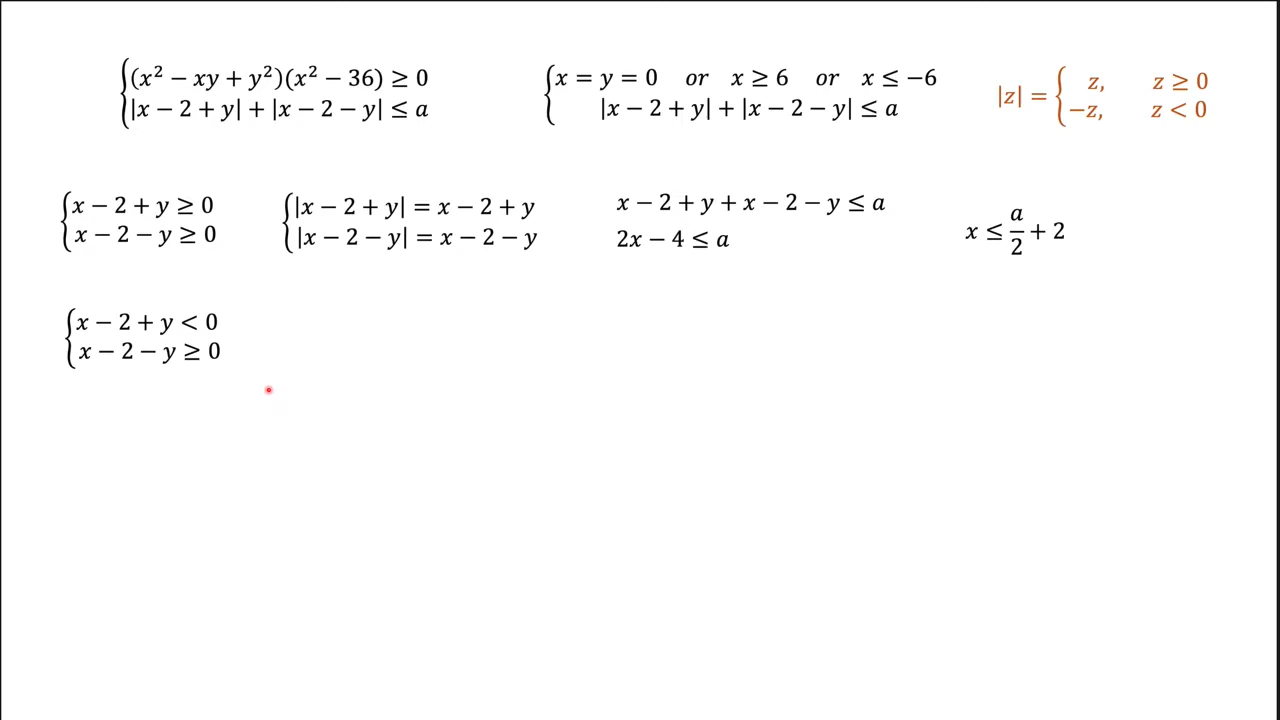 (x² − xy + y²)(x² − 36) ≥ 0
|x − 2 + y| + |x − 2 − y| ≤ a
x = y = 0 or x ≥ 6 or x ≤ −6
|x − 2 + y| + |x − 2 − y| ≤ a
|z| = { z, z ≥ 0
−z, z < 0
x − 2 + y ≥ 0
x − 2 − y ≥ 0
|x − 2 + y| = x − 2 + y
|x − 2 − y| = x − 2 − y
x − 2 + y + x − 2 − y ≤ a
2x − 4 ≤ a
x ≤ a/2 + 2
x − 2 + y < 0
x − 2 − y ≥ 0